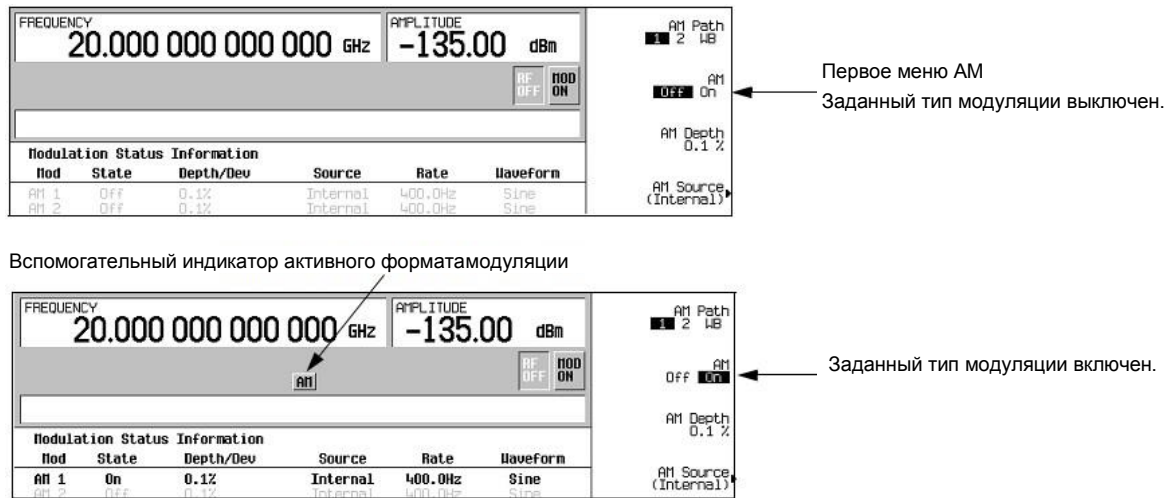 FREQUENCY
20.000 000 000 000 GHz
AMPLITUDE
-135.00 dBm
RF OFF
MOD ON
Modulation Status Information
Mod State Depth/Dev Source Rate Waveform
AM 1 Off 0.1% Internal 400.0Hz Sine
AM 2 Off 0.1% Internal 400.0Hz Sine
AM Path
1 2 WB
AM
Off On
AM Depth
0.1 %
AM Source
(Internal)
Первое меню AM
Заданный тип модуляции выключен.
Вспомогательный индикатор активного форматамодуляции
FREQUENCY
20.000 000 000 000 GHz
AMPLITUDE
-135.00 dBm
RF OFF
MOD ON
AM
Modulation Status Information
Mod State Depth/Dev Source Rate Waveform
AM 1 On 0.1% Internal 400.0Hz Sine
AM 2 Off 0.1% Internal 400.0Hz Sine
AM Path
1 2 WB
AM
Off On
AM Depth
0.1 %
AM Source
(Internal)
Заданный тип модуляции включен.